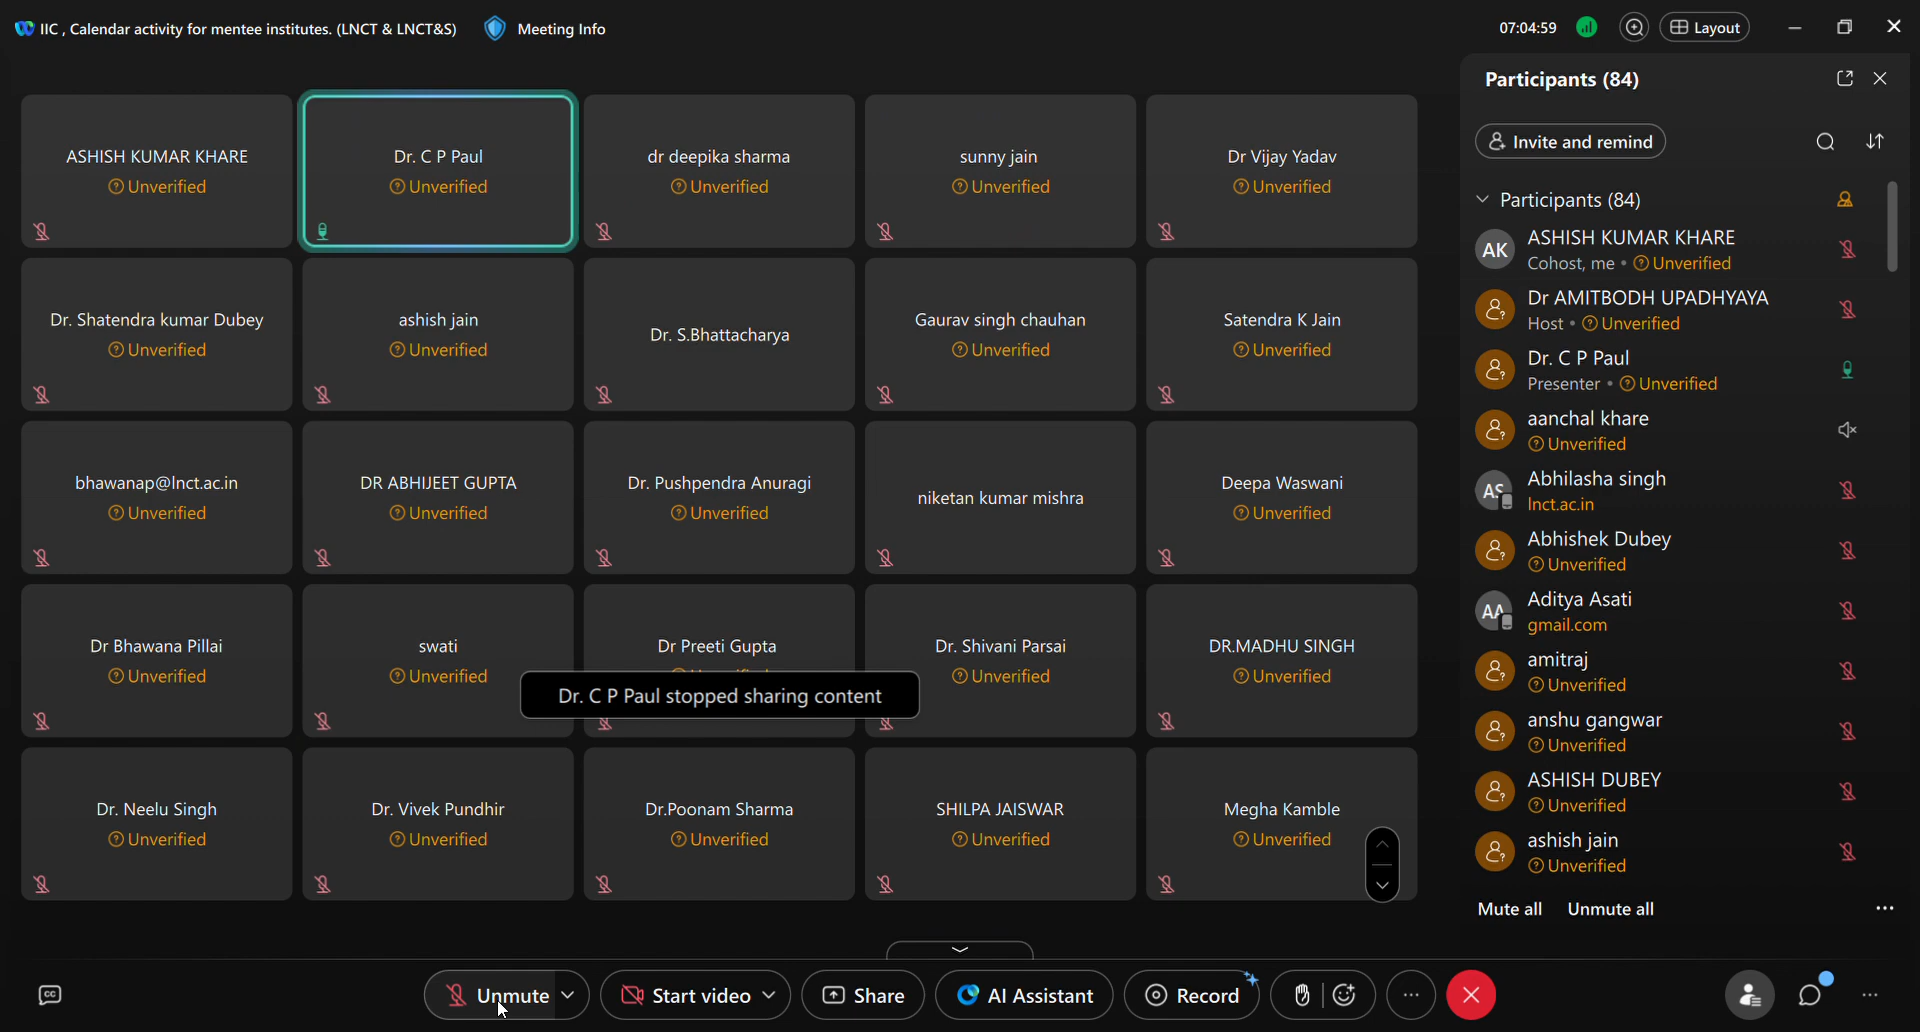 IIC , Calendar activity for mentee institutes. (LNCT & LNCT&S)
Meeting Info
07:04:59
Layout
ASHISH KUMAR KHARE
Unverified
Dr. C P Paul
Unverified
dr deepika sharma
Unverified
sunny jain
Unverified
Dr Vijay Yadav
Unverified
Dr. Shatendra kumar Dubey
Unverified
ashish jain
Unverified
Dr. S.Bhattacharya
Gaurav singh chauhan
Unverified
Satendra K Jain
Unverified
bhawanap@lnct.ac.in
Unverified
DR ABHIJEET GUPTA
Unverified
Dr. Pushpendra Anuragi
Unverified
niketan kumar mishra
Deepa Waswani
Unverified
Dr Bhawana Pillai
Unverified
swati
Unverified
Dr Preeti Gupta
Dr. Shivani Parsai
Unverified
DR.MADHU SINGH
Unverified
Dr. C P Paul stopped sharing content
Dr. Neelu Singh
Unverified
Dr. Vivek Pundhir
Unverified
Dr.Poonam Sharma
Unverified
SHILPA JAISWAR
Unverified
Megha Kamble
Unverified
Participants (84)
Invite and remind
Participants (84)
AK
ASHISH KUMAR KHARE
Cohost, me • Unverified
Dr AMITBODH UPADHYAYA
Host • Unverified
Dr. C P Paul
Presenter • Unverified
aanchal khare
Unverified
AS
Abhilasha singh
lnct.ac.in
Abhishek Dubey
Unverified
AA
Aditya Asati
gmail.com
amitraj
Unverified
anshu gangwar
Unverified
ASHISH DUBEY
Unverified
ashish jain
Unverified
Mute all Unmute all
CC
Unmute
Start video
Share
AI Assistant
Record